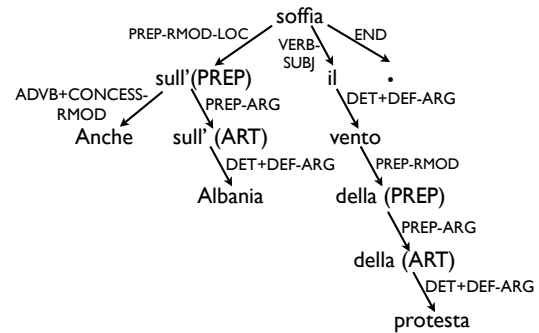 soffia
PREP-RMOD-LOC VERB- END
SUBJ
sull'(PREP) il .
ADVB+CONCESS- PREP-ARG DET+DEF-ARG
RMOD
Anche sull' (ART) vento
DET+DEF-ARG PREP-RMOD
Albania della (PREP)
PREP-ARG
della (ART)
DET+DEF-ARG
protesta